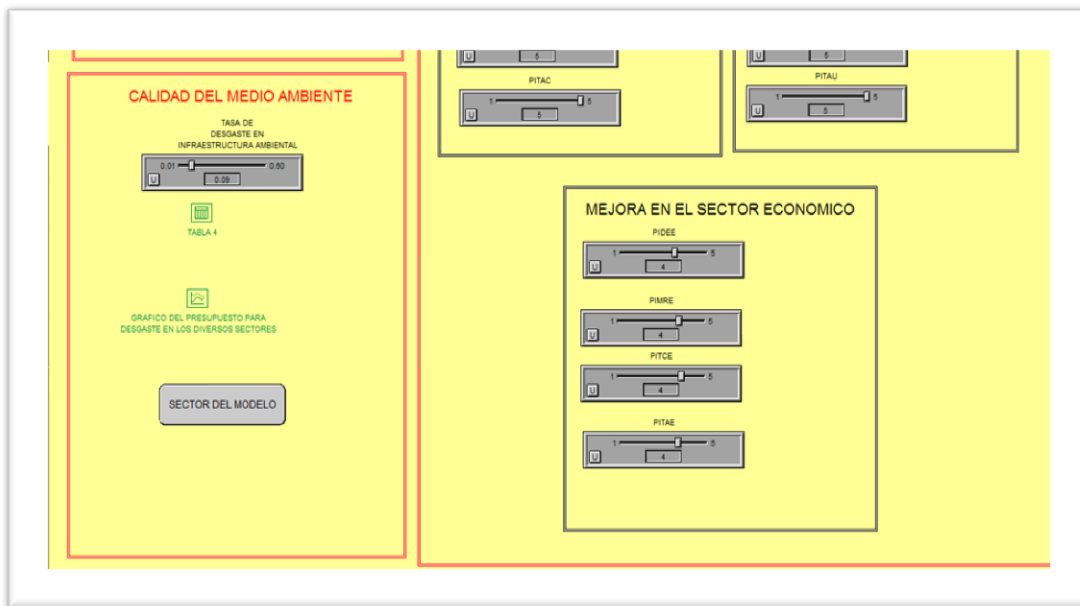 U 5
U 5
PITAC
1 5
U 5
PITAU
1 5
U 5
CALIDAD DEL MEDIO AMBIENTE
TASA DE
DESGASTE EN
INFRAESTRUCTURA AMBIENTAL
0.01 0.60
U 0.09
TABLA 4
GRAFICO DEL PRESUPUESTO PARA
DESGASTE EN LOS DIVERSOS SECTORES
SECTOR DEL MODELO
MEJORA EN EL SECTOR ECONOMICO
PIDEE
1 5
U 4
PIMRE
1 5
U 4
PITCE
1 5
U 4
PITAE
1 5
U 4